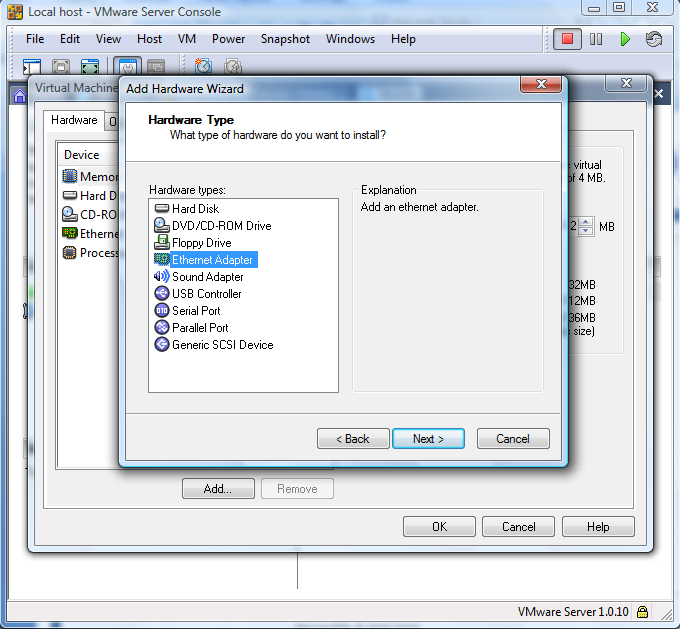 Local host - VMware Server Console
File Edit View Host VM Power Snapshot Windows Help
Virtual Machine
Add Hardware Wizard
Hardware
Device
Memor
Hard D
CD-RO
Etherne
Process
Hardware Type
What type of hardware do you want to install?
Hardware types:
Hard Disk
DVD/CD-ROM Drive
Floppy Drive
Ethernet Adapter
Sound Adapter
USB Controller
Serial Port
Parallel Port
Generic SCSI Device
Explanation
Add an ethernet adapter.
virtual
of 4 MB.
2 MB
32MB
12MB
36MB
size)
< Back Next > Cancel
Add... Remove
OK Cancel Help
VMware Server 1.0.10